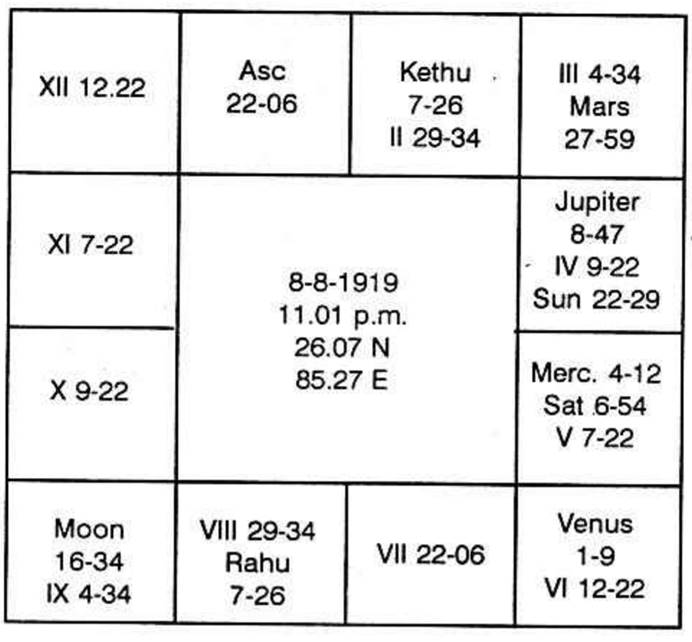 XII 12.22
Asc
22-06
Kethu
7-26
II 29-34
III 4-34
Mars
27-59
XI 7-22
8-8-1919
11.01 p.m.
26.07 N
85.27 E
Jupiter
8-47
IV 9-22
Sun 22-29
X 9-22
Merc. 4-12
Sat 6-54
V 7-22
Moon
16-34
IX 4-34
VIII 29-34
Rahu
7-26
VII 22-06
Venus
1-9
VI 12-22